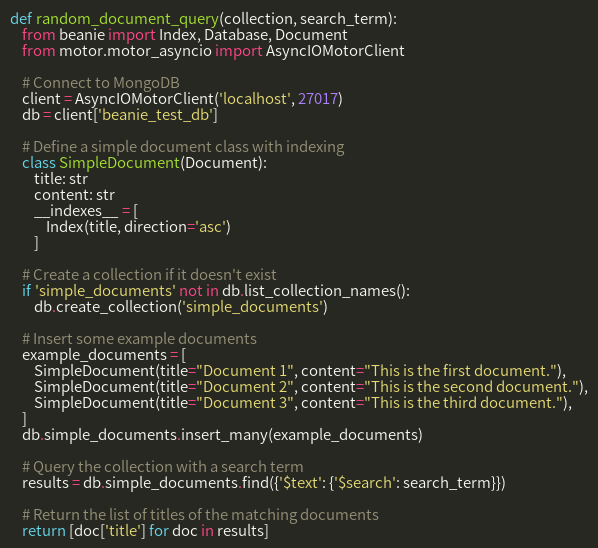 def random_document_query(collection, search_term):
    from beanie import Index, Database, Document
    from motor.motor_asyncio import AsyncIOMotorClient

    # Connect to MongoDB
    client = AsyncIOMotorClient('localhost', 27017)
    db = client['beanie_test_db']

    # Define a simple document class with indexing
    class SimpleDocument(Document):
        title: str
        content: str
        __indexes__ = [
            Index(title, direction='asc')
        ]

    # Create a collection if it doesn't exist
    if 'simple_documents' not in db.list_collection_names():
        db.create_collection('simple_documents')

    # Insert some example documents
    example_documents = [
        SimpleDocument(title="Document 1", content="This is the first document."),
        SimpleDocument(title="Document 2", content="This is the second document."),
        SimpleDocument(title="Document 3", content="This is the third document."),
    ]
    db.simple_documents.insert_many(example_documents)

    # Query the collection with a search term
    results = db.simple_documents.find({'$text': {'$search': search_term}})

    # Return the list of titles of the matching documents
    return [doc['title'] for doc in results]